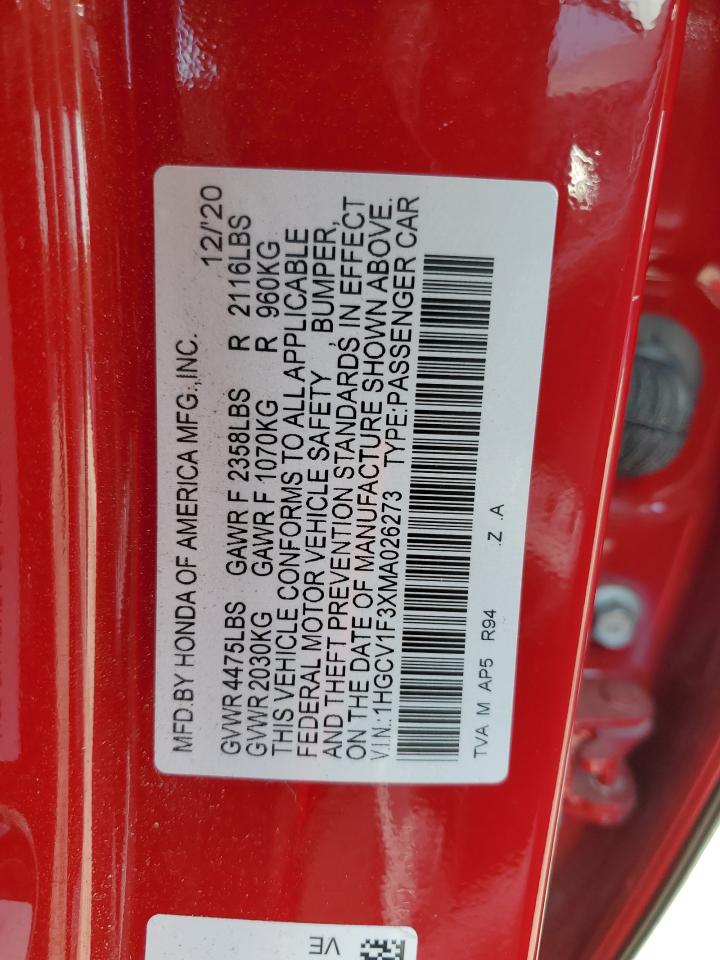 MFD.BY HONDA OF AMERICA MFG.,INC. 12/'20
GVWR 4475LBS GAWR F 2358LBS R 2116LBS
GVWR 2030KG GAWR F 1070KG R 960KG
THIS VEHICLE CONFORMS TO ALL APPLICABLE
FEDERAL MOTOR VEHICLE SAFETY , BUMPER,
AND THEFT PREVENTION STANDARDS, IN EFFECT
ON THE DATE OF MANUFACTURE SHOWN ABOVE.
V.I.N.:1HGCV1F3XMA026273 TYPE:PASSENGER CAR
TVA M AP5 R94 .Z .A
VE